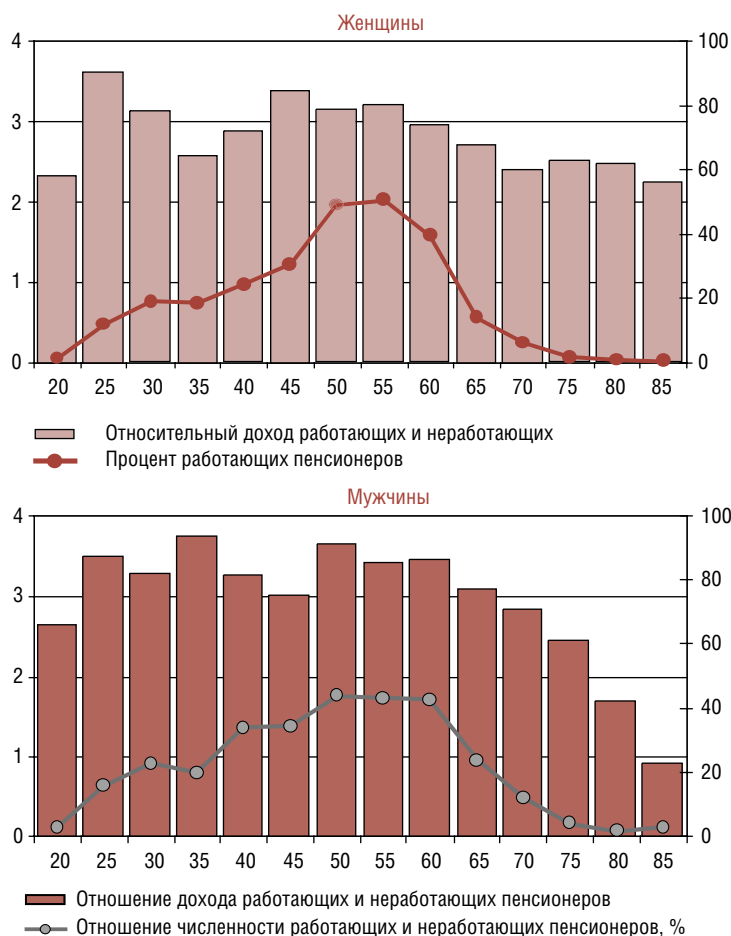 Женщины
4 100
80
3
60
2
40
1
20
0 0
20 25 30 35 40 45 50 55 60 65 70 75 80 85
Относительный доход работающих и неработающих
Процент работающих пенсионеров
Мужчины
4 100
80
3
60
2
40
1
20
0 0
20 25 30 35 40 45 50 55 60 65 70 75 80 85
Отношение дохода работающих и неработающих пенсионеров
Отношение численности работающих и неработающих пенсионеров, %